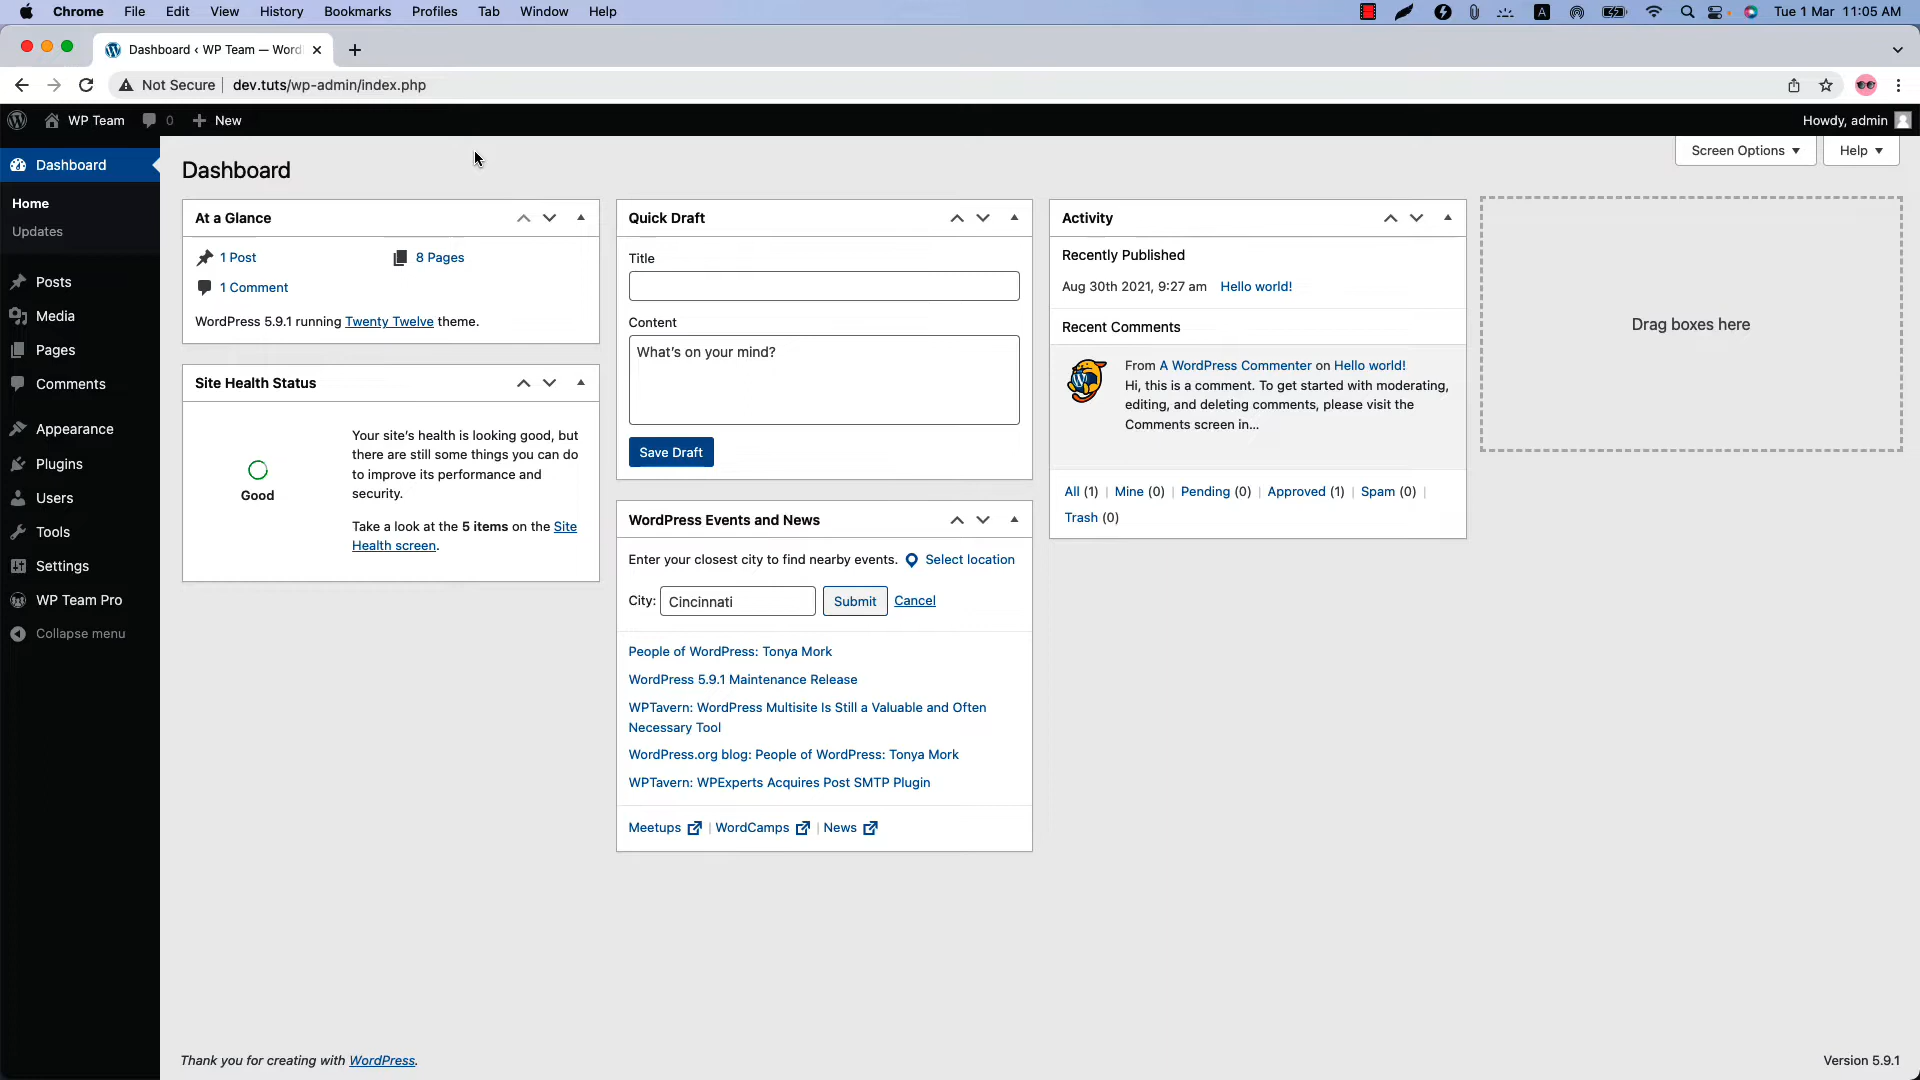 Chrome File Edit View History Bookmarks Profiles Tab Window Help
A
Tue 1 Mar 11:05 AM
Dashboard ‹ WP Team — Word
Not Secure dev.tuts/wp-admin/index.php
WP Team 0 New
Howdy, admin
Dashboard
Home
Updates
Posts
Media
Pages
Comments
Appearance
Plugins
Users
Tools
Settings
WP Team Pro
Collapse menu
Screen Options
Help
Dashboard
At a Glance
1 Post
8 Pages
1 Comment
WordPress 5.9.1 running Twenty Twelve theme.
Site Health Status
Good
Your site's health is looking good, but
there are still some things you can do
to improve its performance and
security.
Take a look at the 5 items on the Site
Health screen.
Quick Draft
Title
Content
What's on your mind?
Save Draft
WordPress Events and News
Enter your closest city to find nearby events. Select location
City: Cincinnati Submit Cancel
People of WordPress: Tonya Mork
WordPress 5.9.1 Maintenance Release
WPTavern: WordPress Multisite Is Still a Valuable and Often
Necessary Tool
WordPress.org blog: People of WordPress: Tonya Mork
WPTavern: WPExperts Acquires Post SMTP Plugin
Meetups | WordCamps | News
Activity
Recently Published
Aug 30th 2021, 9:27 am Hello world!
Recent Comments
From A WordPress Commenter on Hello world!
Hi, this is a comment. To get started with moderating,
editing, and deleting comments, please visit the
Comments screen in…
All (1) | Mine (0) | Pending (0) | Approved (1) | Spam (0) |
Trash (0)
Drag boxes here
Thank you for creating with WordPress.
Version 5.9.1